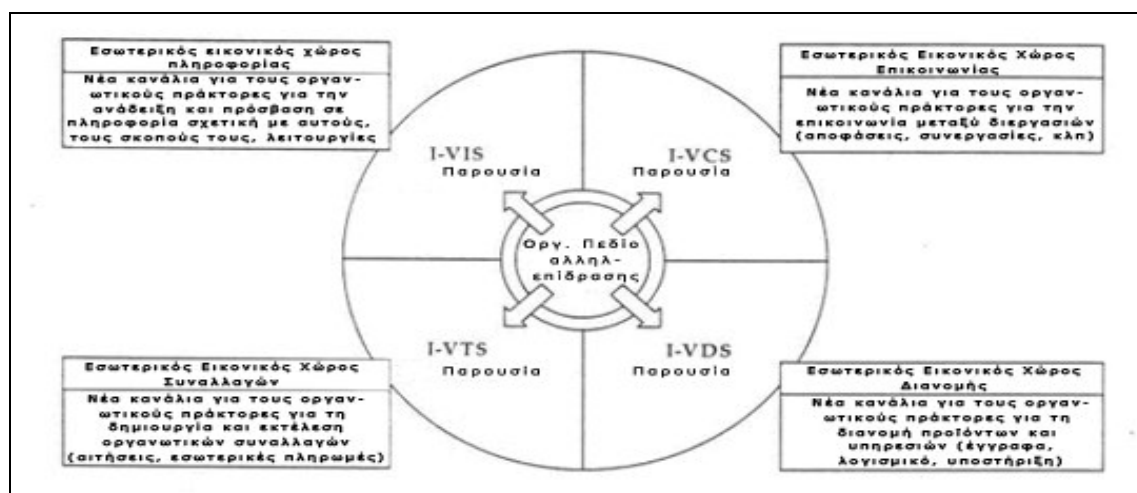 Εσωτερικός εικονικός χώρος
πληροφορίας
Νέα κανάλια για τους οργαν-
ωτικούς πράκτορες για την
ανάδειξη και πρόσβαση σε
πληροφορία σχετική με αυτούς,
τους σκοπούς τους, λειτουργίες
Εσωτερικός Εικονικός Χώρος
Επικοινωνίας
Νέα κανάλια για τους οργαν-
ωτικούς πράκτορες για την
επικοινωνία μεταξύ διεργασιών
(αποφάσεις, συνεργασίες, κλπ)
I-VIS
Παρουσία
I-VCS
Παρουσία
Οργ. Πεδίο
αλληλ-
επίδρασης
I-VTS
Παρουσία
I-VDS
Παρουσία
Εσωτερικός Εικονικός Χώρος
Συναλλαγών
Νέα κανάλια για τους οργαν-
ωτικούς πράκτορες για τη
δημιουργία και εκτέλεση
οργανωτικών συναλλαγών
(αιτήσεις, εσωτερικές πληρωμές)
Εσωτερικός Εικονικός Χώρος
Διανομής
Νέα κανάλια για τους οργαν-
ωτικούς πράκτορες για τη
διανομή προϊόντων και
υπηρεσιών (έγγραφα,
λογισμικό, υποστήριξη)